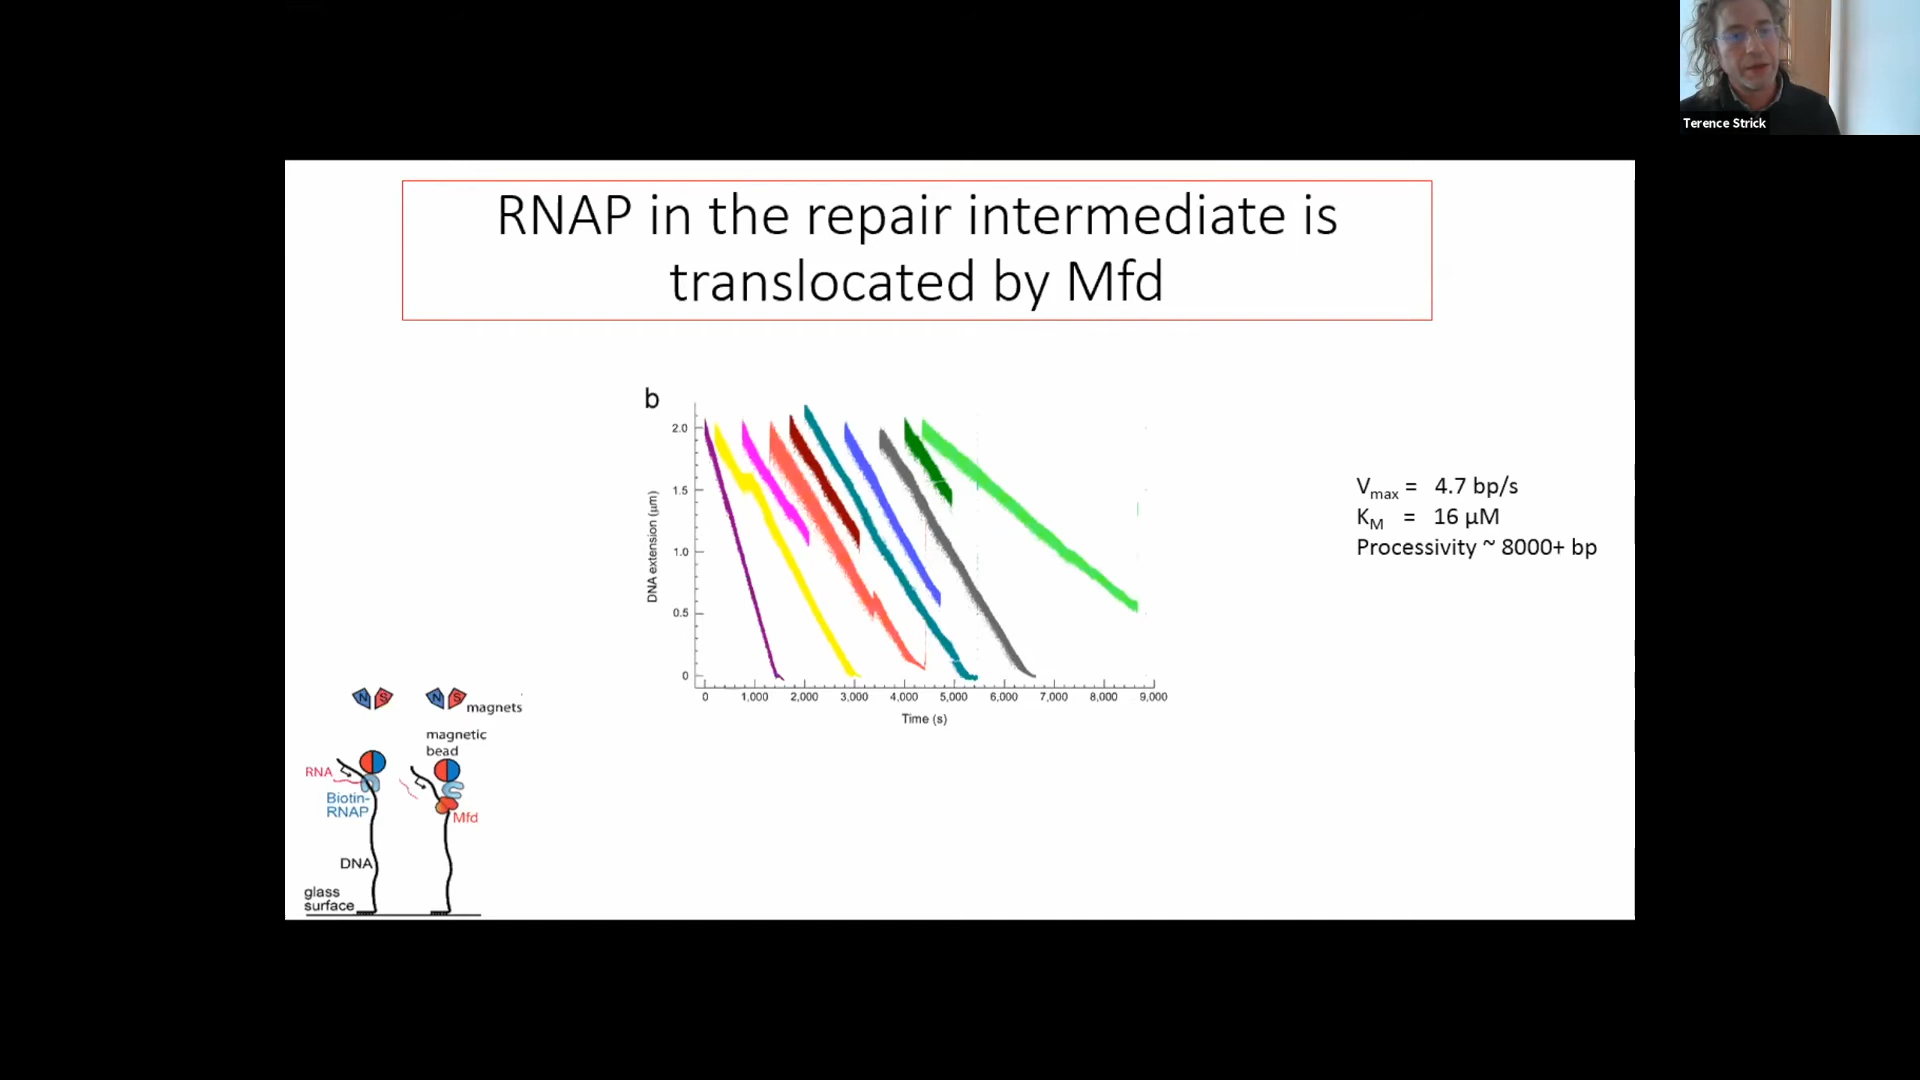 Terence Strick
RNAP in the repair intermediate is
translocated by Mfd
b
2.0
1.5
1.0
0.5
0
DNA extension (μm)
0 1,000 2,000 3,000 4,000 5,000 6,000 7,000 8,000 9,000
Time (s)
Vmax = 4.7 bp/s
KM = 16 μM
Processivity ~ 8000+ bp
N S N S magnets
magnetic
bead
RNA
Biotin-
RNAP
Mfd
DNA
glass
surface